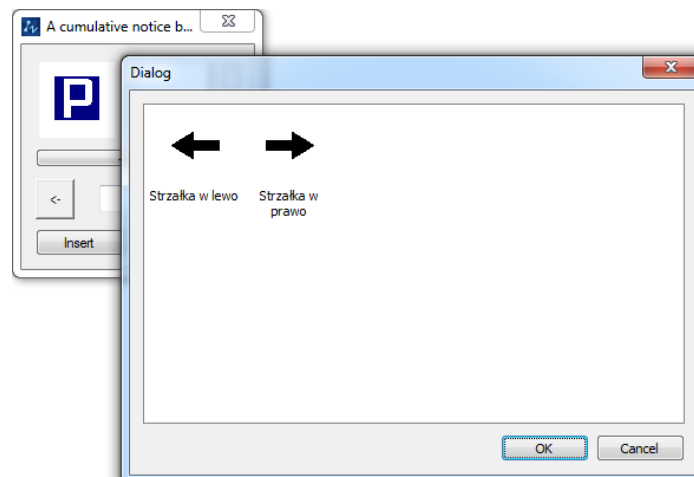 A cumulative notice b...
P
<-
Insert
Dialog
Strzałka w lewo
Strzałka w
prawo
OK
Cancel